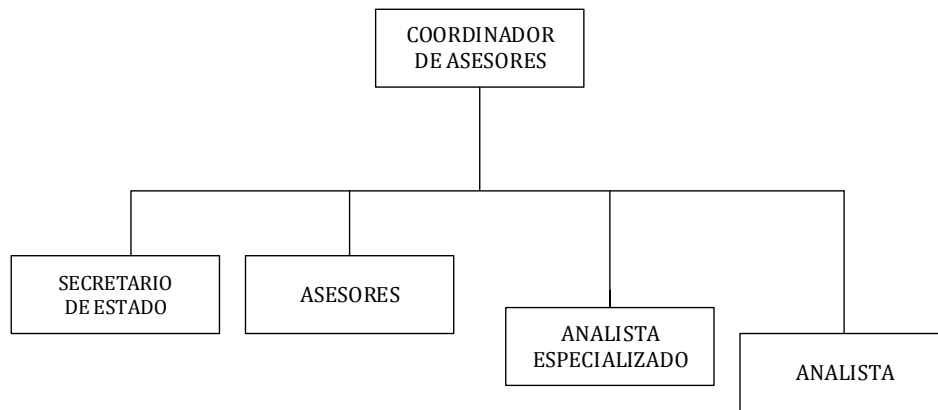 COORDINADOR
DE ASESORES
SECRETARIO
DE ESTADO
ASESORES
ANALISTA
ESPECIALIZADO
ANALISTA